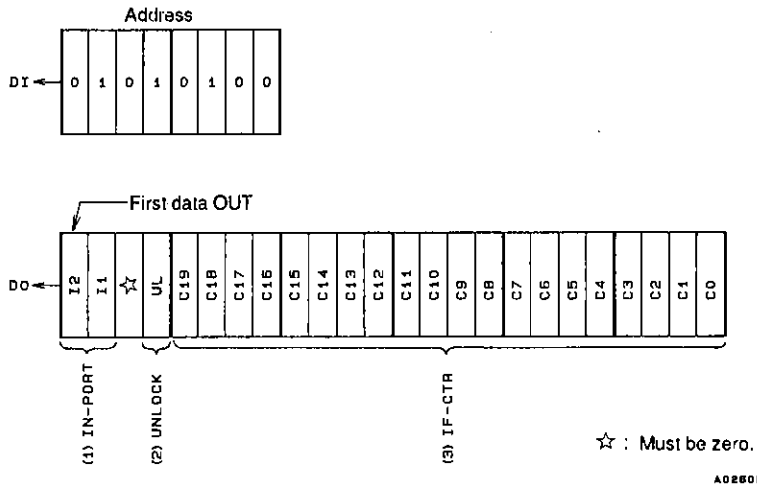 Address
DI 0 1 0 1 0 1 0 0
First data OUT
DO I2 I1 ☆ UL C19 C18 C17 C16 C15 C14 C13 C12 C11 C10 C9 C8 C7 C6 C5 C4 C3 C2 C1 C0
(1) IN-PORT
(2) UNLOCK
(3) IF-CTR
☆ : Must be zero.